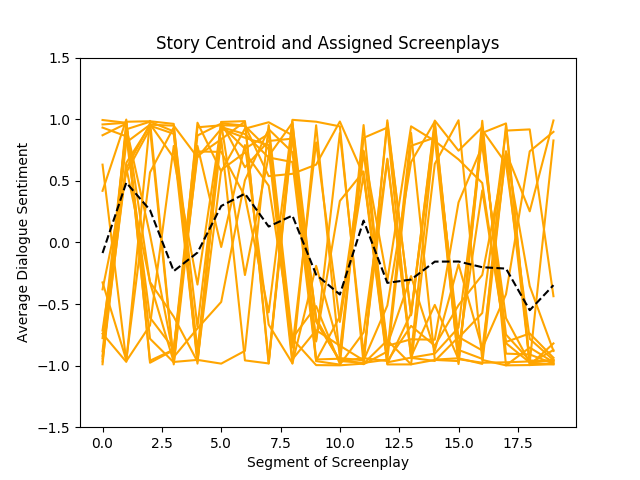 Story Centroid and Assigned Screenplays
1.5
1.0
0.5
0.0
−0.5
−1.0
−1.5
Average Dialogue Sentiment
0.0 2.5 5.0 7.5 10.0 12.5 15.0 17.5
Segment of Screenplay